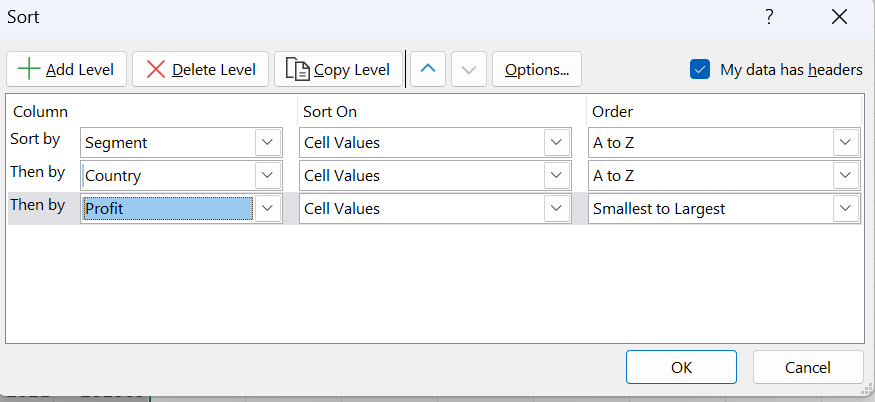 Sort
Add Level Delete Level Copy Level Options... My data has headers
Column Sort On Order
Sort by Segment Cell Values A to Z
Then by Country Cell Values A to Z
Then by Profit Cell Values Smallest to Largest
OK Cancel